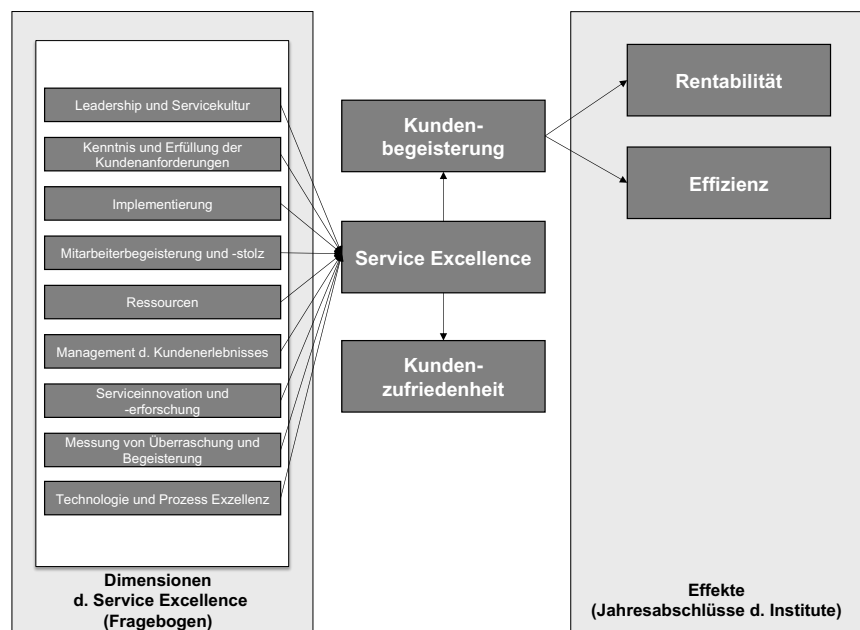 Leadership und Servicekultur
Kenntnis und Erfüllung der
Kundenanforderungen
Implementierung
Mitarbeiterbegeisterung und -stolz
Ressourcen
Management d. Kundenerlebnisses
Serviceinnovation und
-erforschung
Messung von Überraschung und
Begeisterung
Technologie und Prozess Exzellenz
Dimensionen
d. Service Excellence
(Fragebogen)
Kunden-
begeisterung
Service Excellence
Kunden-
zufriedenheit
Rentabilität
Effizienz
Effekte
(Jahresabschlüsse d. Institute)